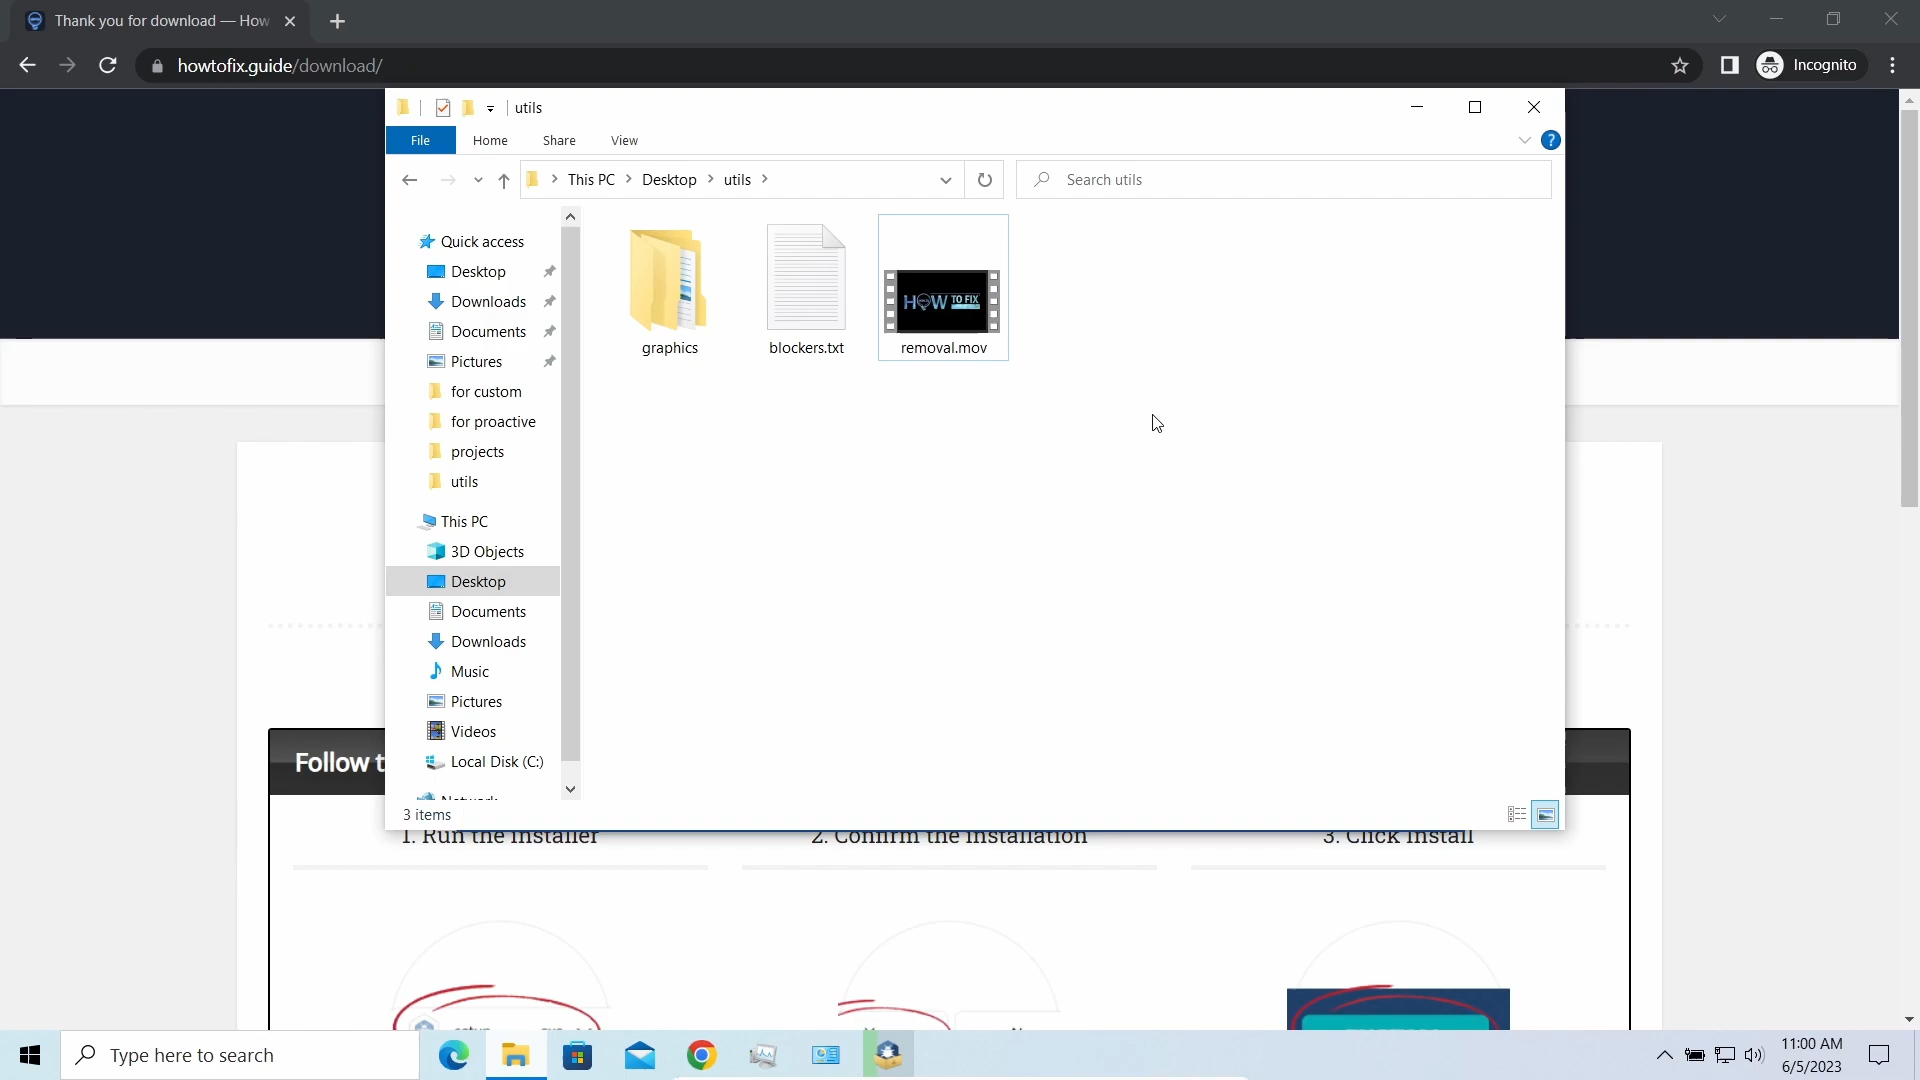 Thank you for download — How
howtofix.guide/download/
Incognito
utils
File Home Share View
This PC Desktop utils
Search utils
Quick access
Desktop
Downloads
Documents
Pictures
for custom
for proactive
projects
utils
This PC
3D Objects
Desktop
Documents
Downloads
Music
Pictures
Videos
Local Disk (C:)
Network
graphics
blockers.txt
HOW TO FIX
removal.mov
3 items
Follow t
1. Run the installer
2. Confirm the installation
3. Click Install
Type here to search
11:00 AM
6/5/2023